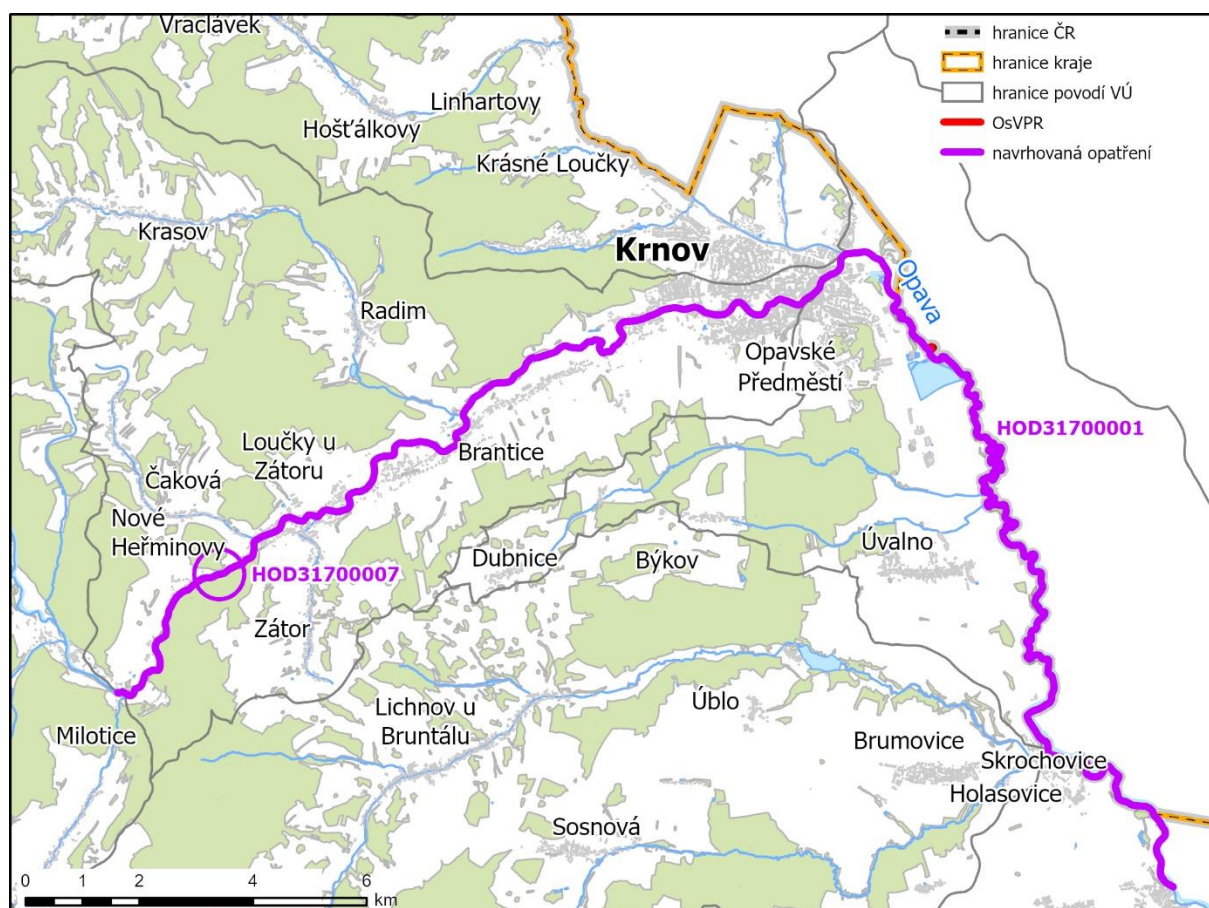 Vraclávek
Linhartovy
Hošťálkovy
Krásné Loučky
hranice ČR
hranice kraje
hranice povodí VÚ
OsVPR
navrhovaná opatření
Krasov
Krnov
Opava
Radim
Opavské
Předměstí
HOD31700001
Loučky u
Zátoru
Brantice
Čaková
Nové
Heřminovy
HOD31700007
Dubnice
Býkov
Úvalno
Zátor
Milotice
Lichnov u
Bruntálu
Úblo
Brumovice
Skrochovice
Holasovice
Sosnová
0 1 2 4 6
km